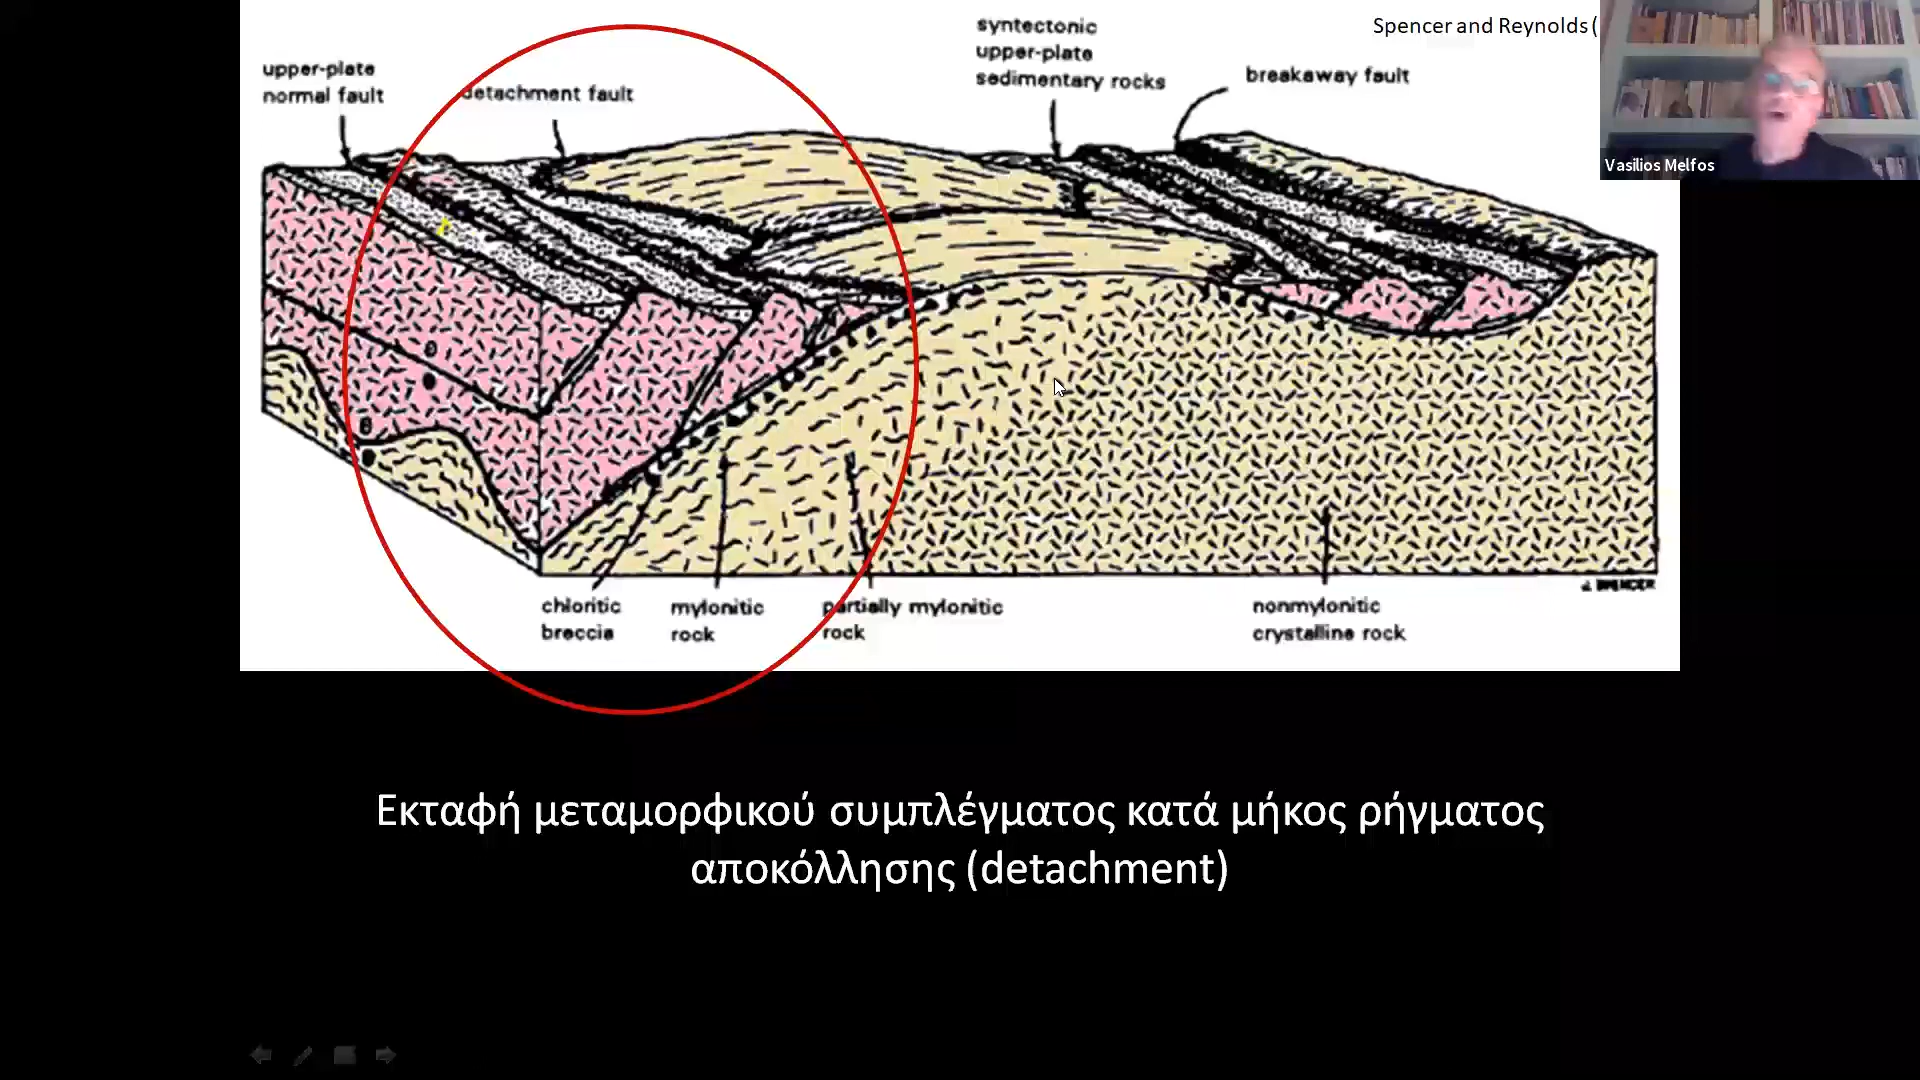 Spencer and Reynolds (
syntectonic
upper-plate
sedimentary rocks
upper-plate
normal fault
detachment fault
breakaway fault
Vasilios Melfos
J. SPENCER
chloritic
breccia
mylonitic
rock
partially mylonitic
rock
nonmylonitic
crystalline rock
Εκταφή μεταμορφικού συμπλέγματος κατά μήκος ρήγματος
αποκόλλησης (detachment)